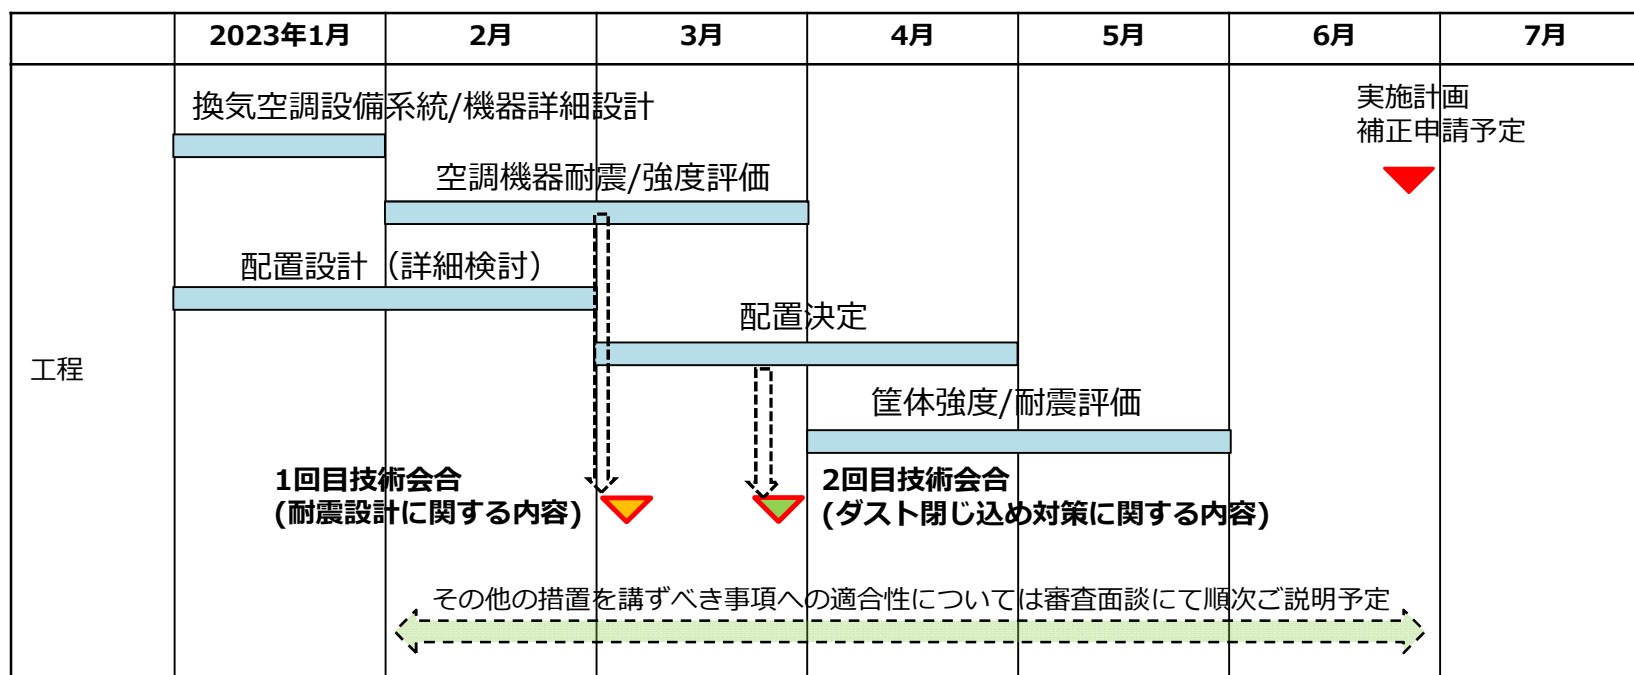 2023年1月
2月
3月
4月
5月
6月
7月
工程
換気空調設備系統/機器詳細設計
実施計画
補正申請予定
空調機器耐震/強度評価
配置設計（詳細検討）
配置決定
筐体強度/耐震評価
1回目技術会合
(耐震設計に関する内容)
2回目技術会合
(ダスト閉じ込め対策に関する内容)
その他の措置を講ずべき事項への適合性については審査面談にて順次ご説明予定